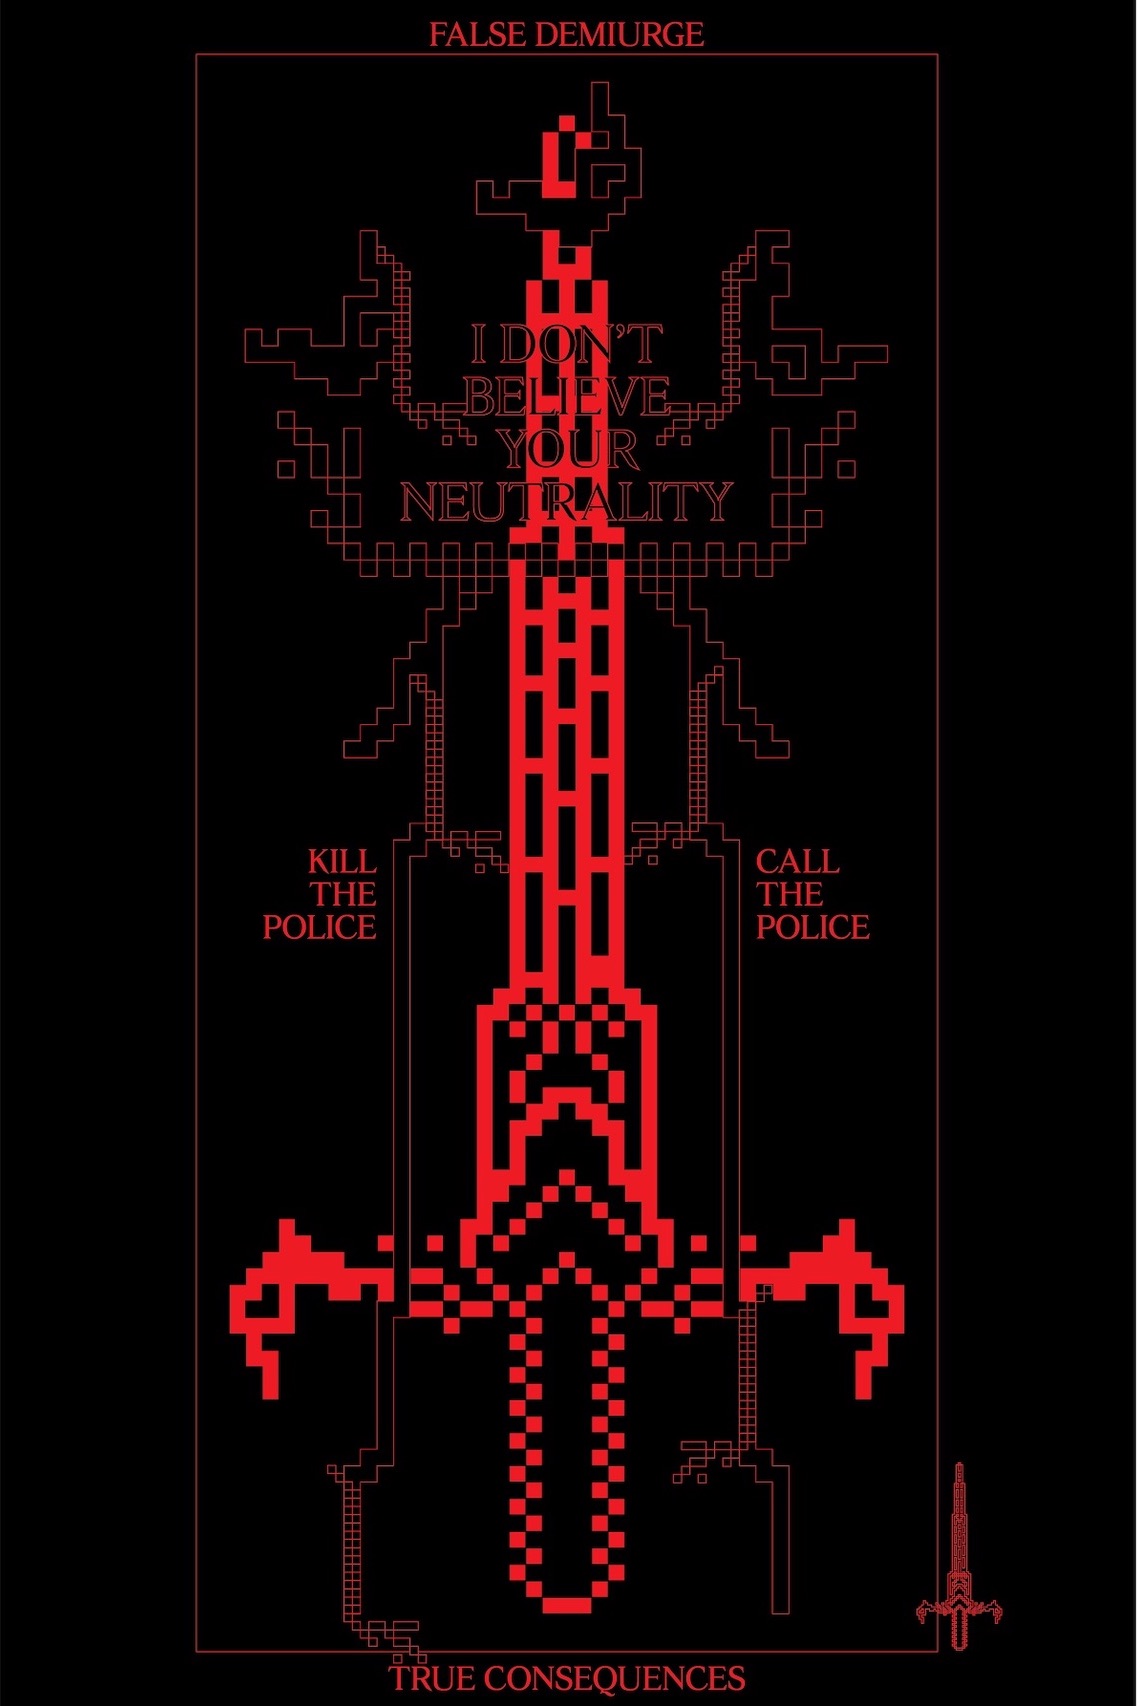 FALSE DEMIURGE
I DON'T
BELIEVE
YOUR
NEUTRALITY
KILL
THE
POLICE
CALL
THE
POLICE
TRUE CONSEQUENCES